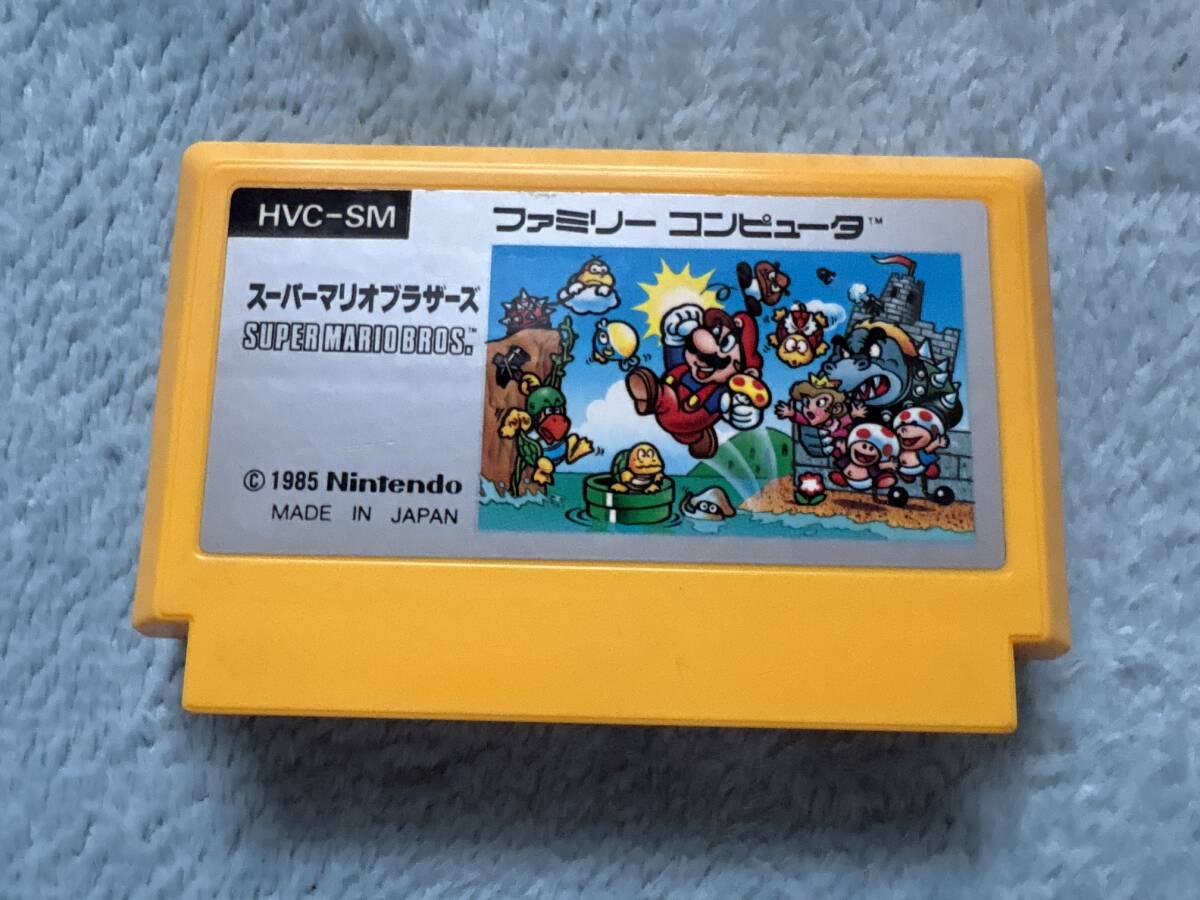 HVC-SM
ファミリー コンピュータ™
スーパーマリオブラザーズ
SUPER MARIO BROS.™
© 1985 Nintendo
MADE IN JAPAN